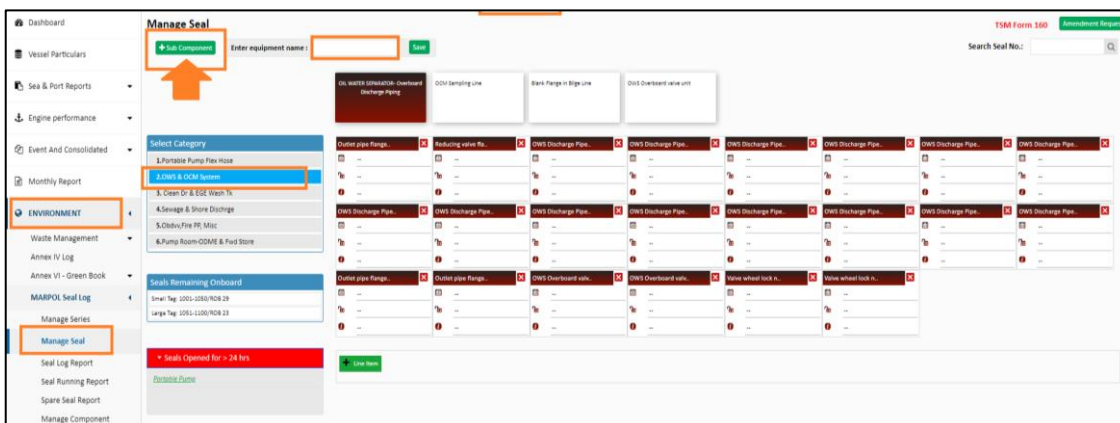 Dashboard
Vessel Particulars
Sea & Port Reports
Engine performance
Event And Consolidated
Monthly Report
ENVIRONMENT
Waste Management
Annex IV Log
Annex VI - Green Book
MARPOL Seal Log
Manage Series
Manage Seal
Seal Log Report
Seal Running Report
Spare Seal Report
Manage Component
Manage Seal
TSM Form 160
Amendment Reques
+ Sub Component
Enter equipment name :
Save
Search Seal No.:
OIL WATER SEPARATOR- Overboard
Discharge Piping
OCM Sampling Line
Blank Flange in Bilge Line
OWS Overboard valve unit
Select Category
1.Portable Pump Flex Hose
2.OWS & OCM System
3. Clean Dr & EGE Wash Tk
4.Sewage & Shore Dischrge
5.Obdvv,Fire PP, Misc
6.Pump Room-ODME & Fwd Store
Seals Remaining Onboard
Small Tag: 1001-1050/ROB 29
Large Tag: 1051-1100/ROB 23
Seals Opened for > 24 hrs
Portable Pump
Outlet pipe flange..
Reducing valve fla..
OWS Discharge Pipe..
OWS Discharge Pipe..
OWS Discharge Pipe..
OWS Discharge Pipe..
OWS Discharge Pipe..
OWS Discharge Pipe..
OWS Discharge Pipe..
OWS Discharge Pipe..
OWS Discharge Pipe..
OWS Discharge Pipe..
OWS Discharge Pipe..
OWS Discharge Pipe..
OWS Discharge Pipe..
OWS Discharge Pipe..
Outlet pipe flange..
Outlet pipe flange..
OWS Overboard valv..
OWS Overboard valv..
Valve wheel lock n..
Valve wheel lock n..
+ Line Item